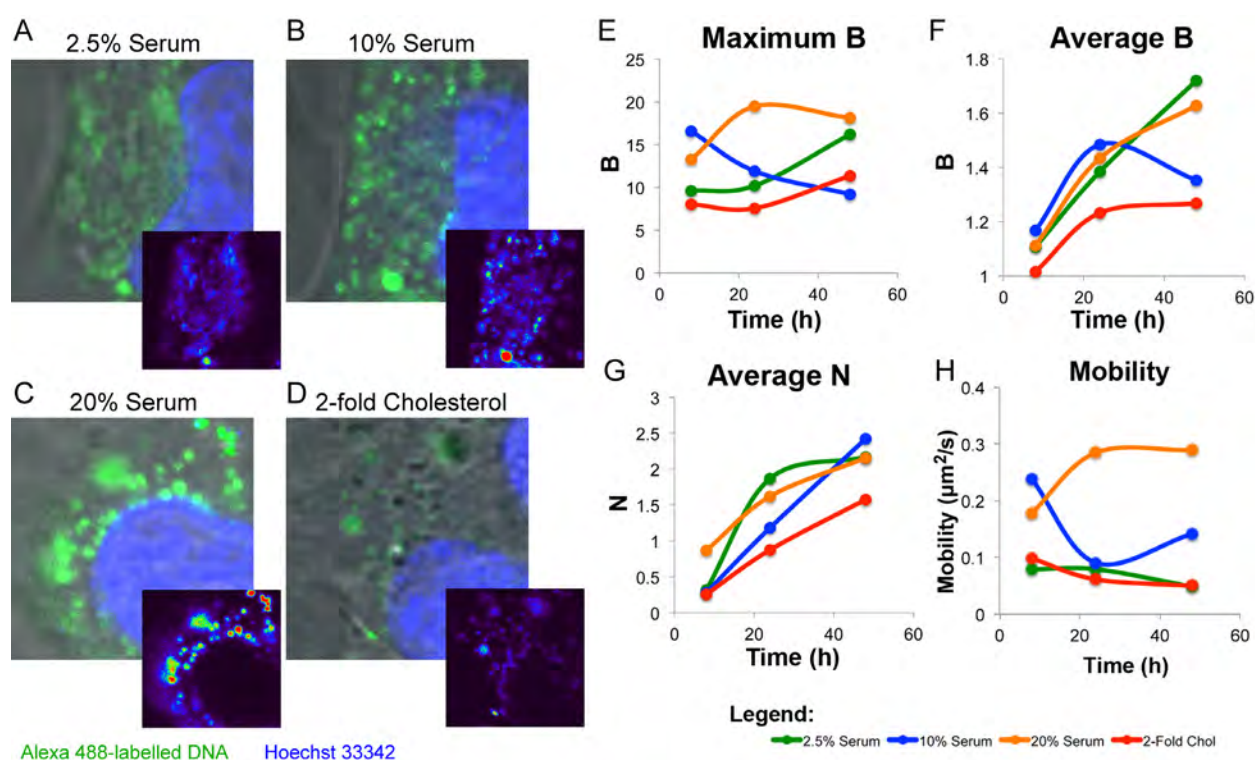 A
2.5% Serum
B
10% Serum
C
20% Serum
D
2-fold Cholesterol
Alexa 488-labelled DNA
Hoechst 33342
E
Maximum B
25
20
15
10
5
0
B
0
20
40
60
Time (h)
F
Average B
1.8
1.6
1.4
1.2
1
B
0
20
40
60
Time (h)
G
Average N
3
2.5
2
1.5
1
0.5
0
N
0
20
40
60
Time (h)
H
Mobility
0.4
0.3
0.2
0.1
0
Mobility (µm²/s)
0
20
40
60
Time (h)
Legend:
2.5% Serum
10% Serum
20% Serum
2-Fold Chol